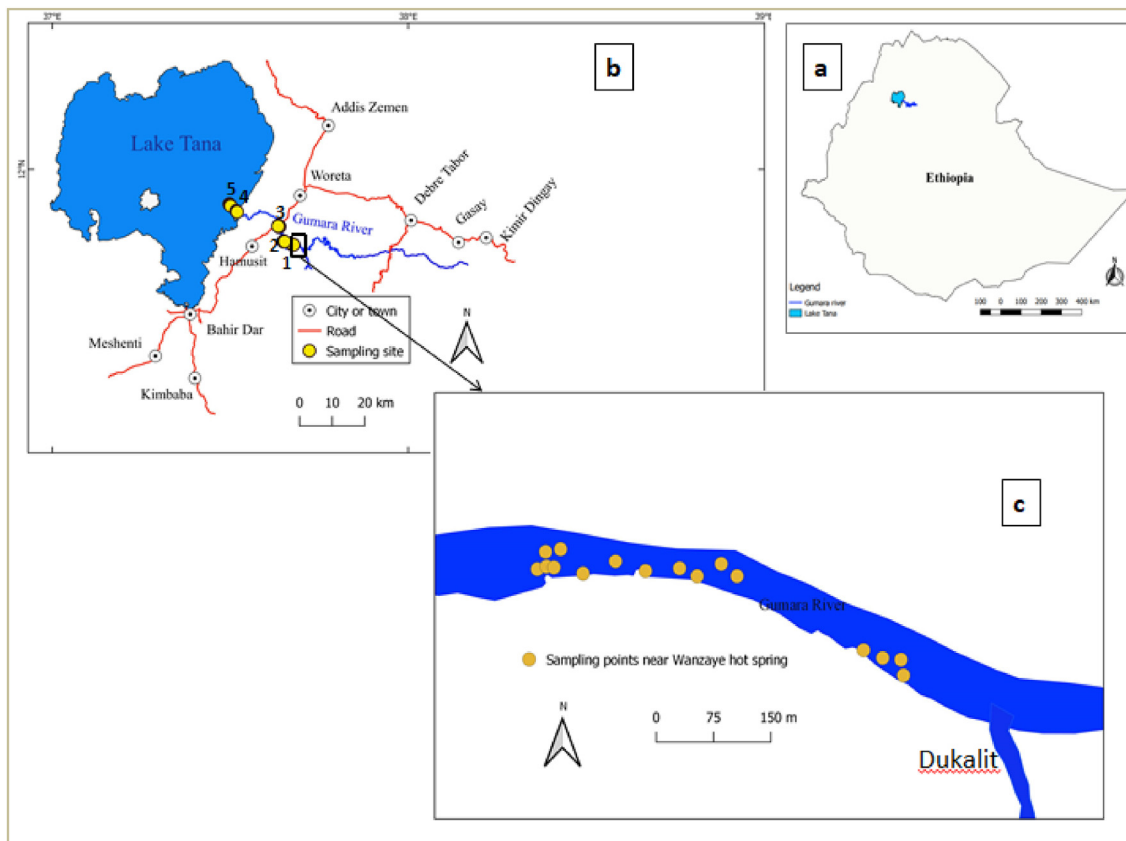 37°E
38°E
39°E
12°N
b
Lake Tana
Addis Zemen
Woreta
Debre Tabor
Gasay
Kimir Dingay
5
4
3
Gumara River
2
1
Hamusit
Bahir Dar
Meshenti
Kimbaba
City or town
Road
Sampling site
N
0 10 20 km
a
Ethiopia
N
Legend
Gumara river
Lake Tana
100 0 100 200 300 400 km
c
Gumara River
Sampling points near Wanzaye hot spring
N
0 75 150 m
Dukalit